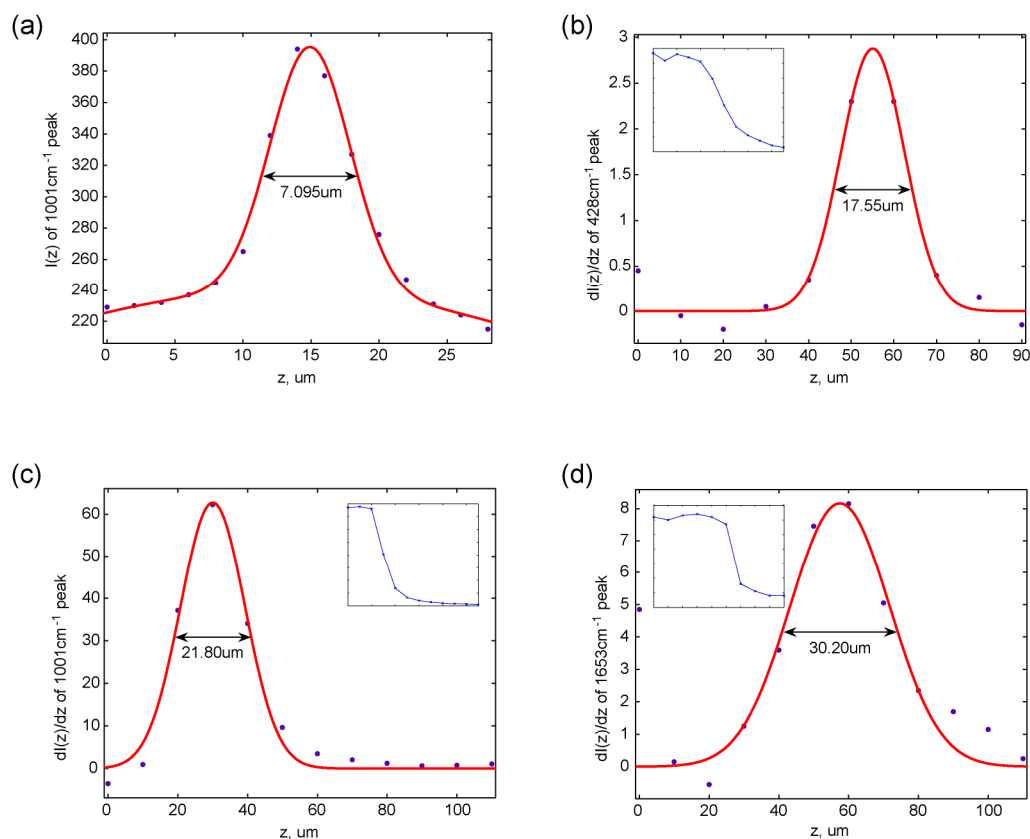 (a)
I(z) of 1001cm⁻¹ peak
400
380
360
340
320
300
280
260
240
220
7.095um
0 5 10 15 20 25
z, um
(b)
dI(z)/dz of 428cm⁻¹ peak
3
2.5
2
1.5
1
0.5
0
17.55um
0 10 20 30 40 50 60 70 80 90
z, um
(c)
dI(z)/dz of 1001cm⁻¹ peak
60
50
40
30
20
10
0
21.80um
0 20 40 60 80 100
z, um
(d)
dI(z)/dz of 1653cm⁻¹ peak
8
7
6
5
4
3
2
1
0
30.20um
0 20 40 60 80 100
z, um